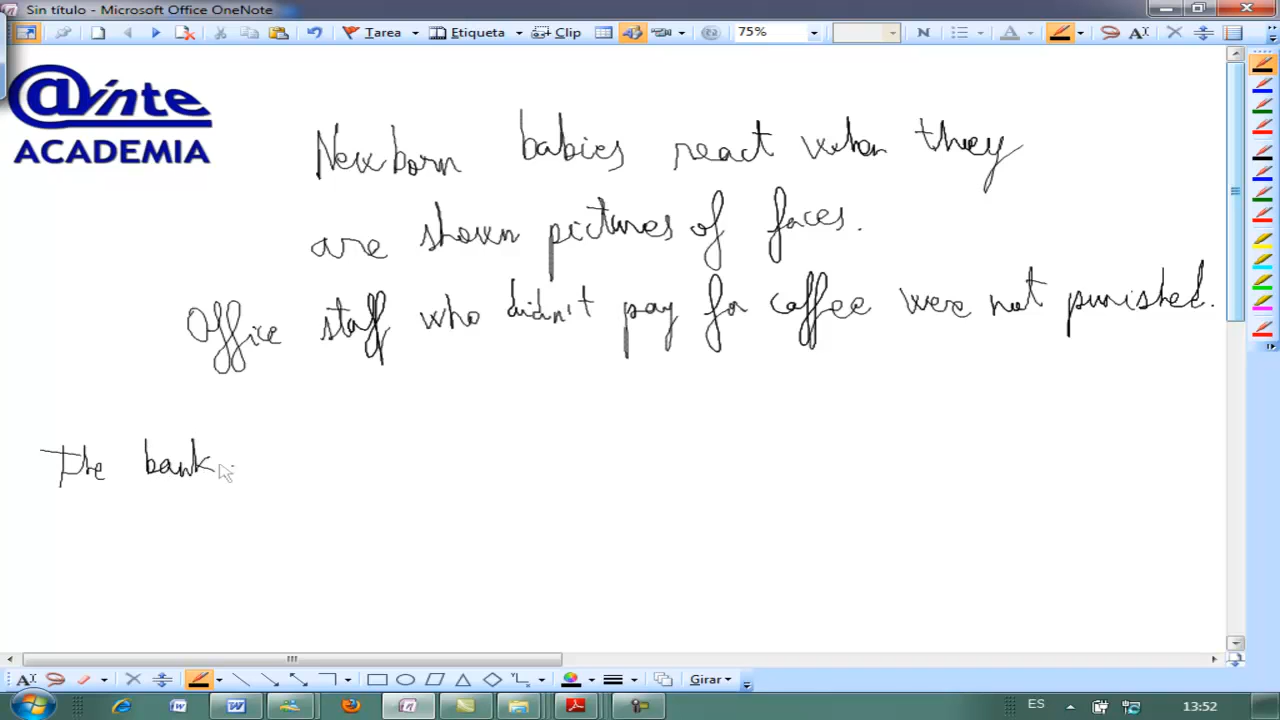 Sin título - Microsoft Office OneNote
Tarea Etiqueta Clip 75% N A A
@inte
ACADEMIA
Newborn babies react when they
are shown pictures of faces.
Office staff who didn't pay for coffee were not punished.
The bank
A Girar
ES 13:52